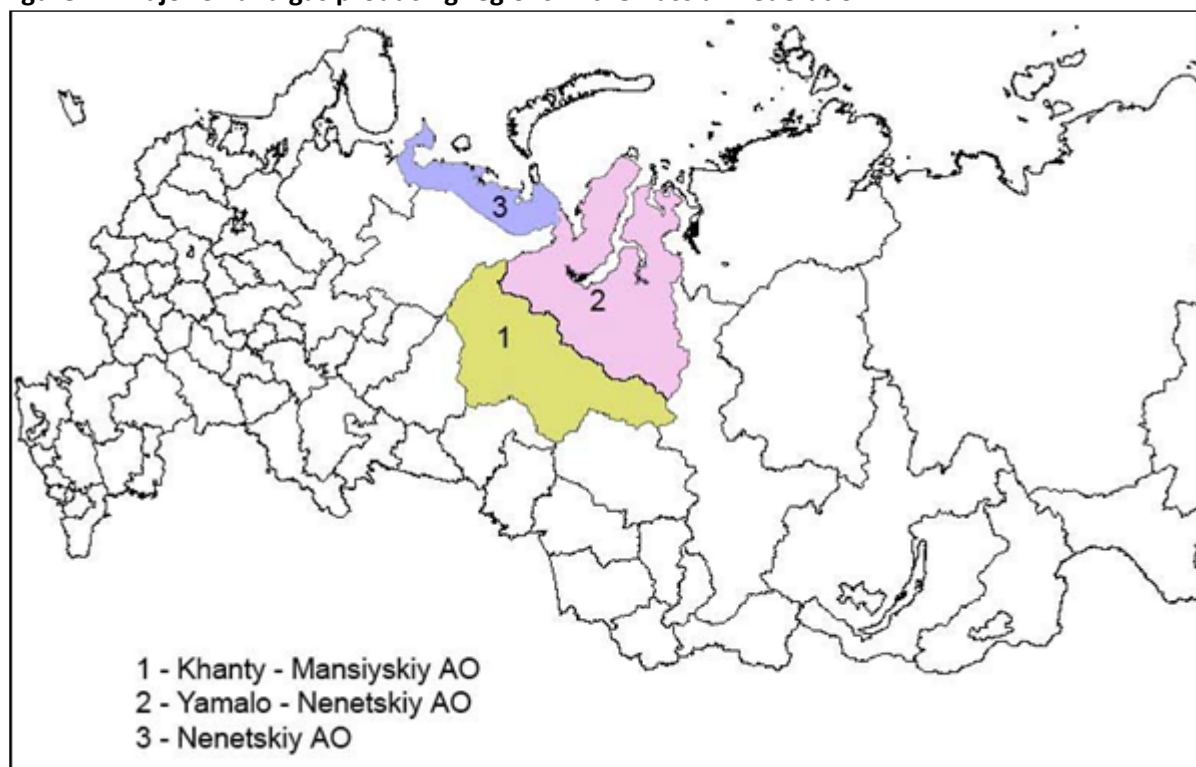 3
2
1
1 - Khanty - Mansiyskiy AO
2 - Yamalo - Nenetskiy AO
3 - Nenetskiy AO